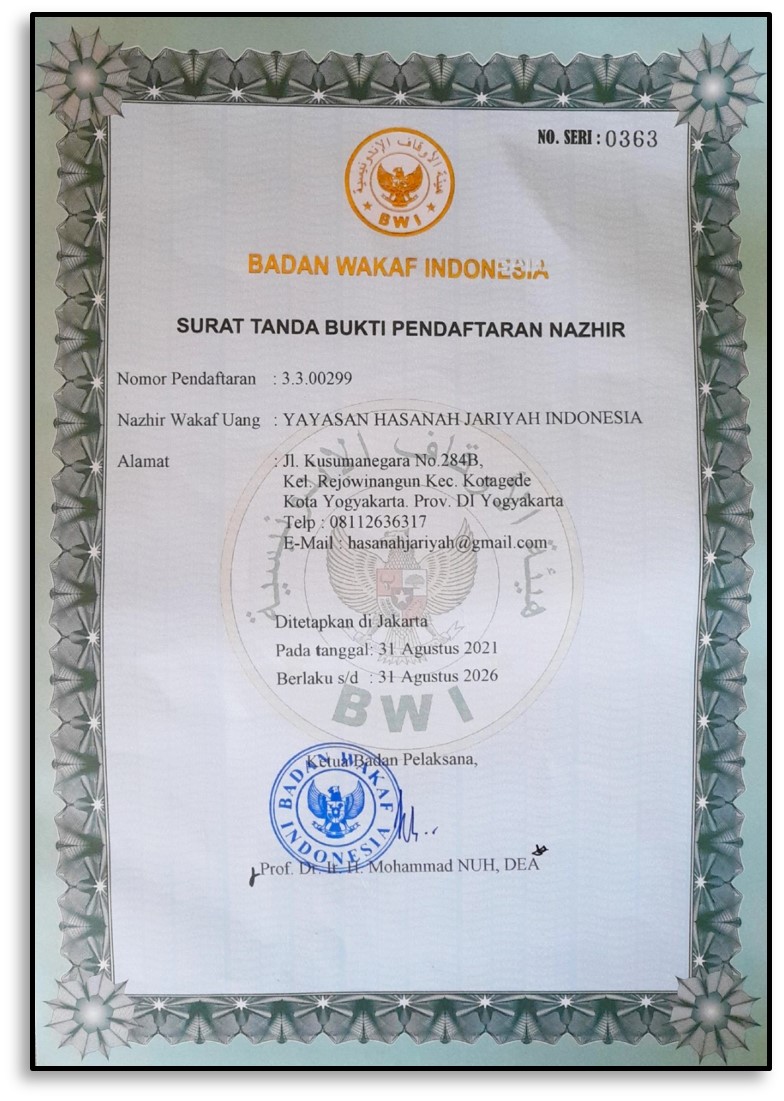 NO. SERI : 0363
هيئة الأوقاف الإندونيسية
BWI
BADAN WAKAF INDONESIA
SURAT TANDA BUKTI PENDAFTARAN NAZHIR
Nomor Pendaftaran : 3.3.00299
Nazhir Wakaf Uang : YAYASAN HASANAH JARIYAH INDONESIA
Alamat : Jl. Kusumanegara No.284B,
Kel. Rejowinangun Kec. Kotagede
Kota Yogyakarta. Prov. DI Yogyakarta
Telp : 08112636317
E-Mail : hasanahjariyah@gmail.com
هيئة الأوقاف الإندونيسية
Ditetapkan di Jakarta
Pada tanggal: 31 Agustus 2021
Berlaku s/d : 31 Agustus 2026
BWI
Ketua Badan Pelaksana,
BADAN WAKAF
INDONESIA
Prof. Dr. Ir. H. Mohammad NUH, DEA